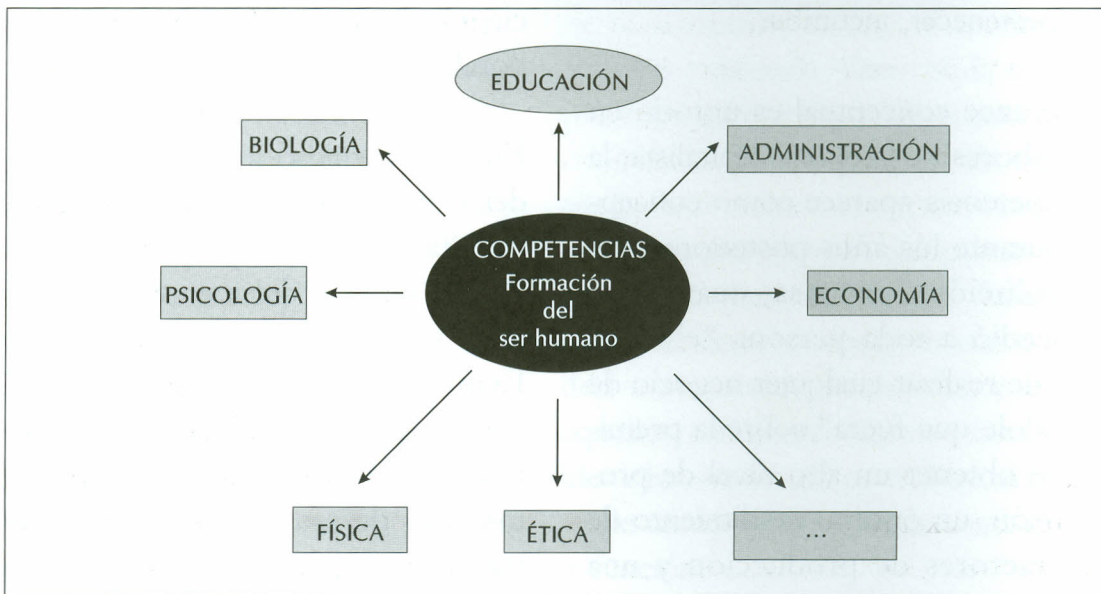 EDUCACIÓN
BIOLOGÍA
ADMINISTRACIÓN
COMPETENCIAS
Formación
del
ser humano
PSICOLOGÍA
ECONOMÍA
FÍSICA
ÉTICA
...